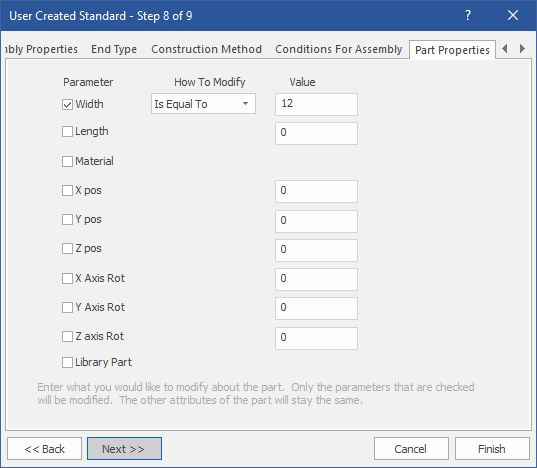 User Created Standard - Step 8 of 9
?
bly Properties End Type Construction Method Conditions For Assembly Part Properties
Parameter How To Modify Value
Width Is Equal To 12
Length 0
Material
X pos 0
Y pos 0
Z pos 0
X Axis Rot 0
Y Axis Rot 0
Z axis Rot 0
Library Part
Enter what you would like to modify about the part. Only the parameters that are checked
will be modified. The other attributes of the part will stay the same.
<< Back Next >> Cancel Finish